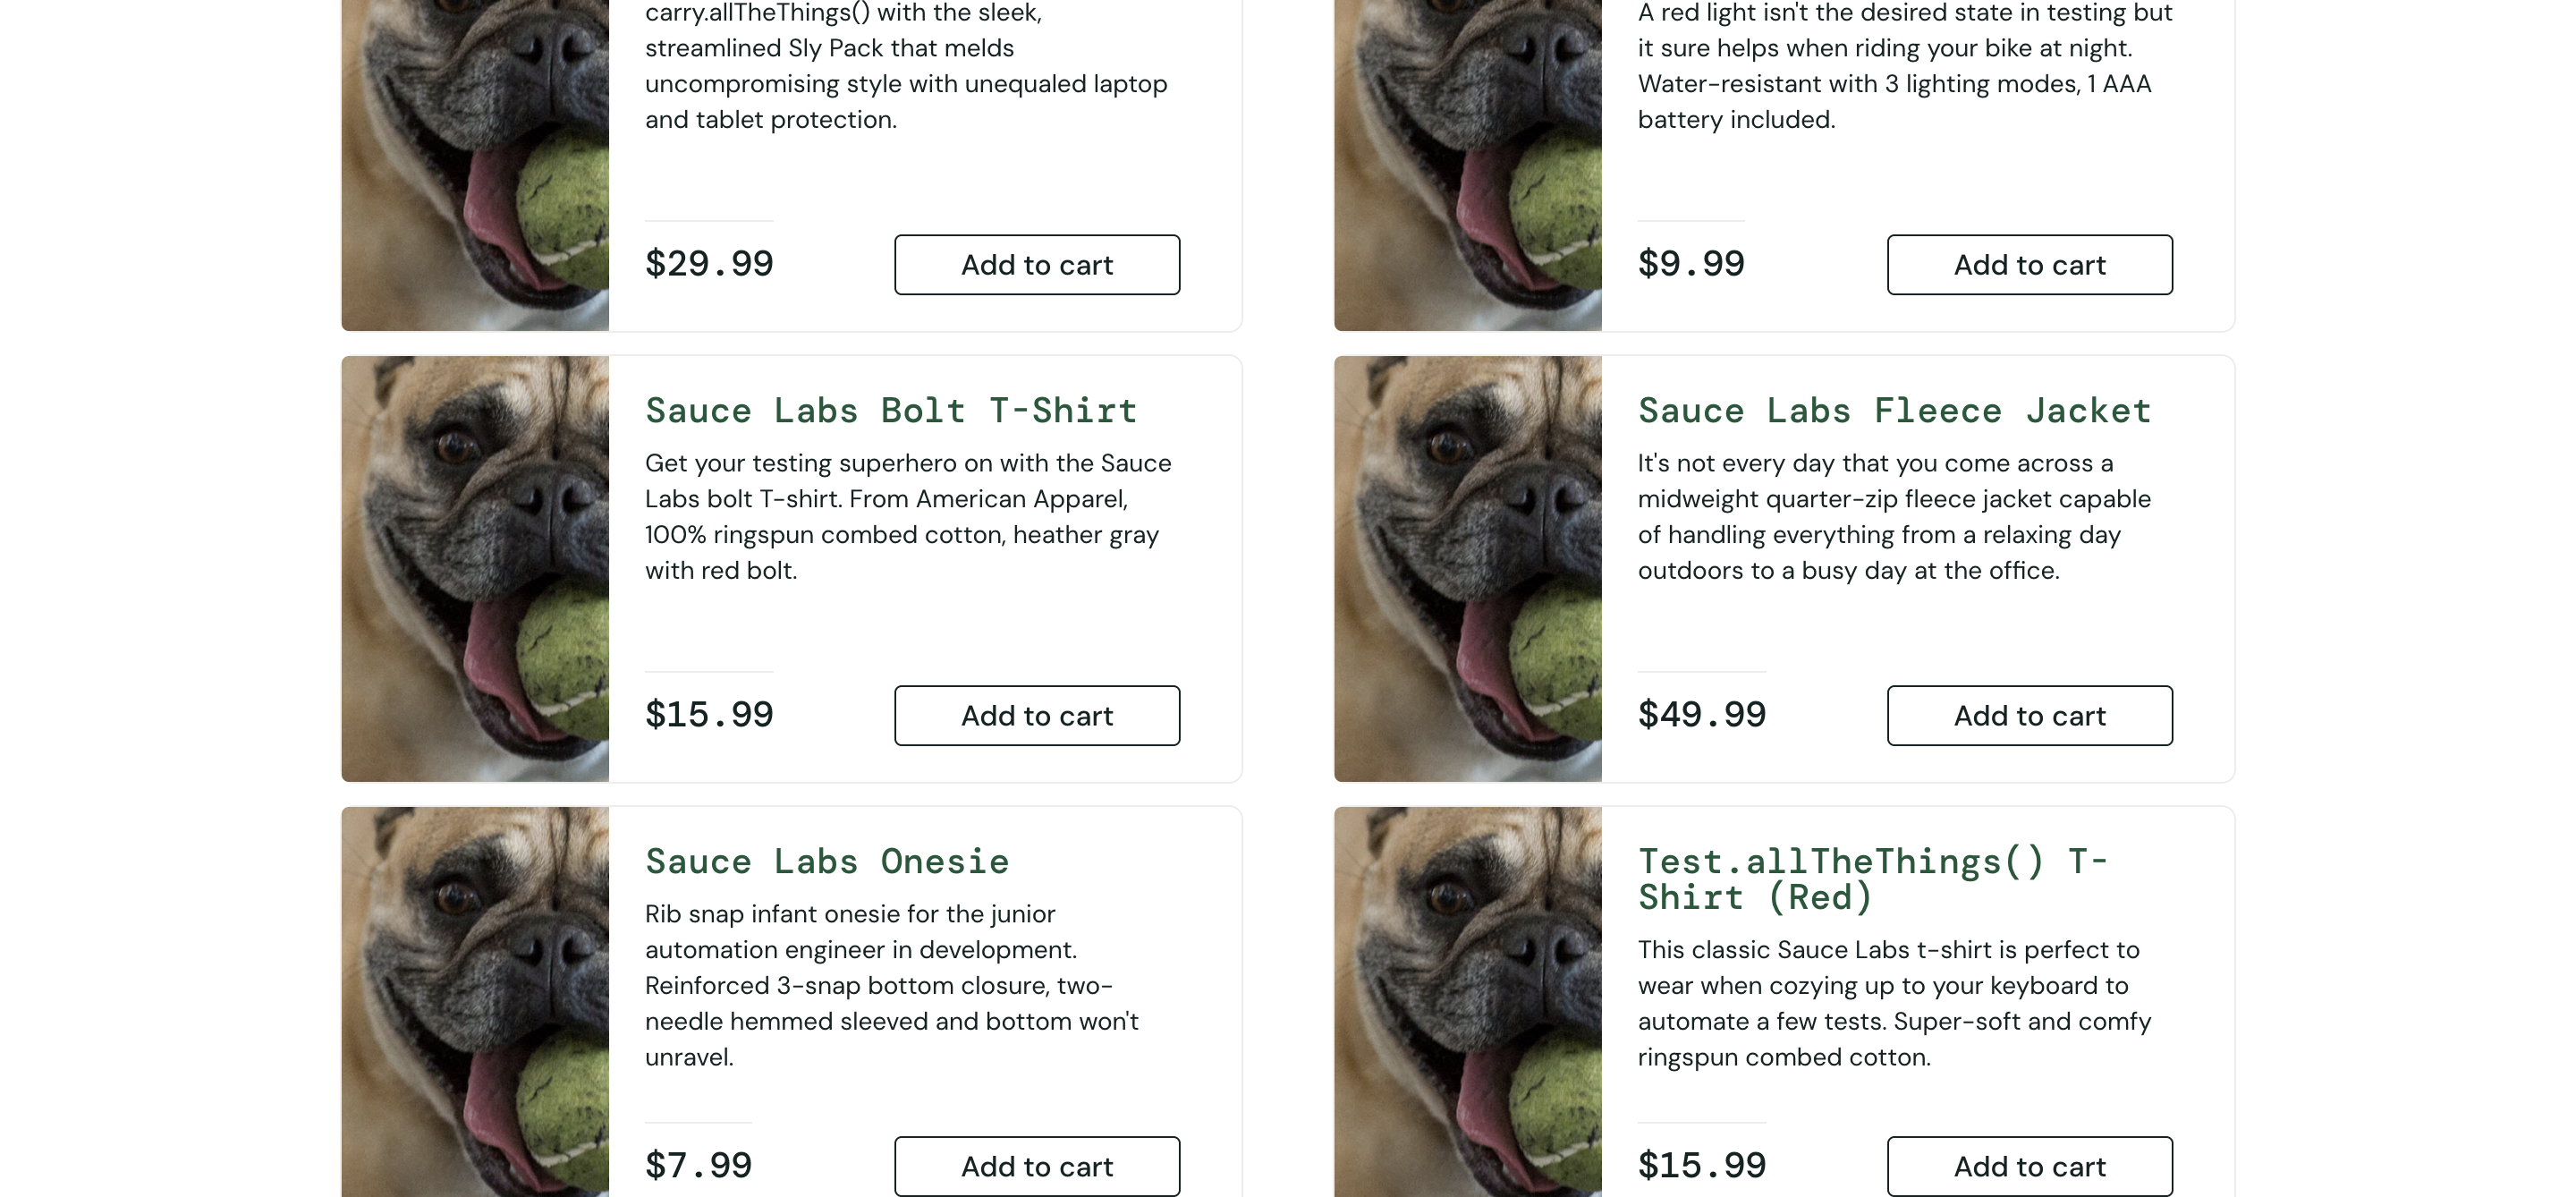 carry.allTheThings() with the sleek,
streamlined Sly Pack that melds
uncompromising style with unequaled laptop
and tablet protection.
$29.99
Add to cart
A red light isn't the desired state in testing but
it sure helps when riding your bike at night.
Water-resistant with 3 lighting modes, 1 AAA
battery included.
$9.99
Add to cart
Sauce Labs Bolt T-Shirt
Get your testing superhero on with the Sauce
Labs bolt T-shirt. From American Apparel,
100% ringspun combed cotton, heather gray
with red bolt.
$15.99
Add to cart
Sauce Labs Fleece Jacket
It's not every day that you come across a
midweight quarter-zip fleece jacket capable
of handling everything from a relaxing day
outdoors to a busy day at the office.
$49.99
Add to cart
Sauce Labs Onesie
Rib snap infant onesie for the junior
automation engineer in development.
Reinforced 3-snap bottom closure, two-
needle hemmed sleeved and bottom won't
unravel.
$7.99
Add to cart
Test.allTheThings() T-
Shirt (Red)
This classic Sauce Labs t-shirt is perfect to
wear when cozying up to your keyboard to
automate a few tests. Super-soft and comfy
ringspun combed cotton.
$15.99
Add to cart